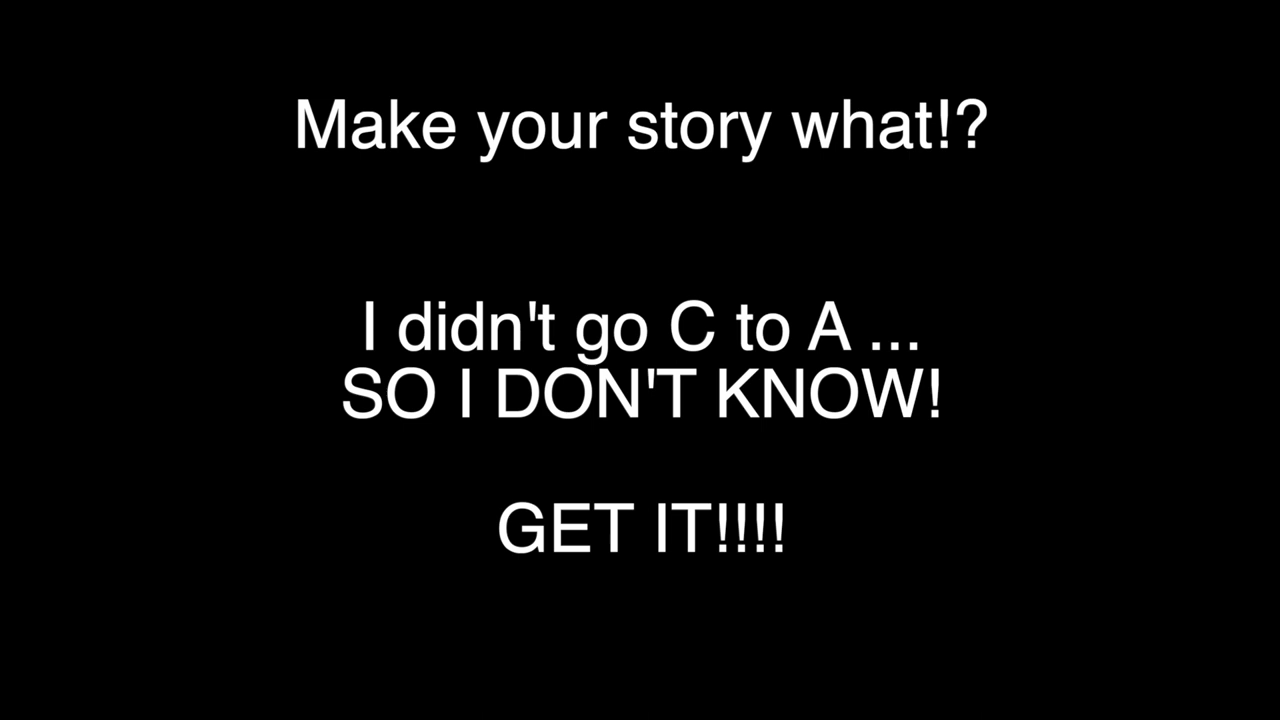 Make your story what!?
I didn't go C to A ...
SO I DON'T KNOW!
GET IT!!!!